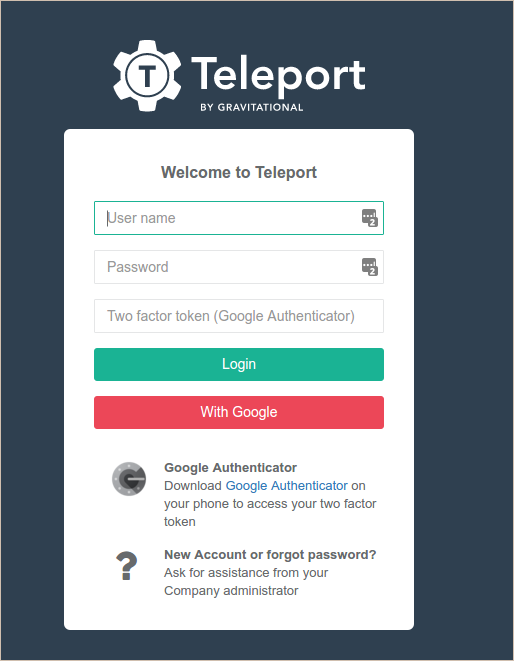 T Teleport
BY GRAVITATIONAL
Welcome to Teleport
User name
2
Password
2
Two factor token (Google Authenticator)
Login
With Google
Google Authenticator
Download Google Authenticator on
your phone to access your two factor
token
? New Account or forgot password?
Ask for assistance from your
Company administrator